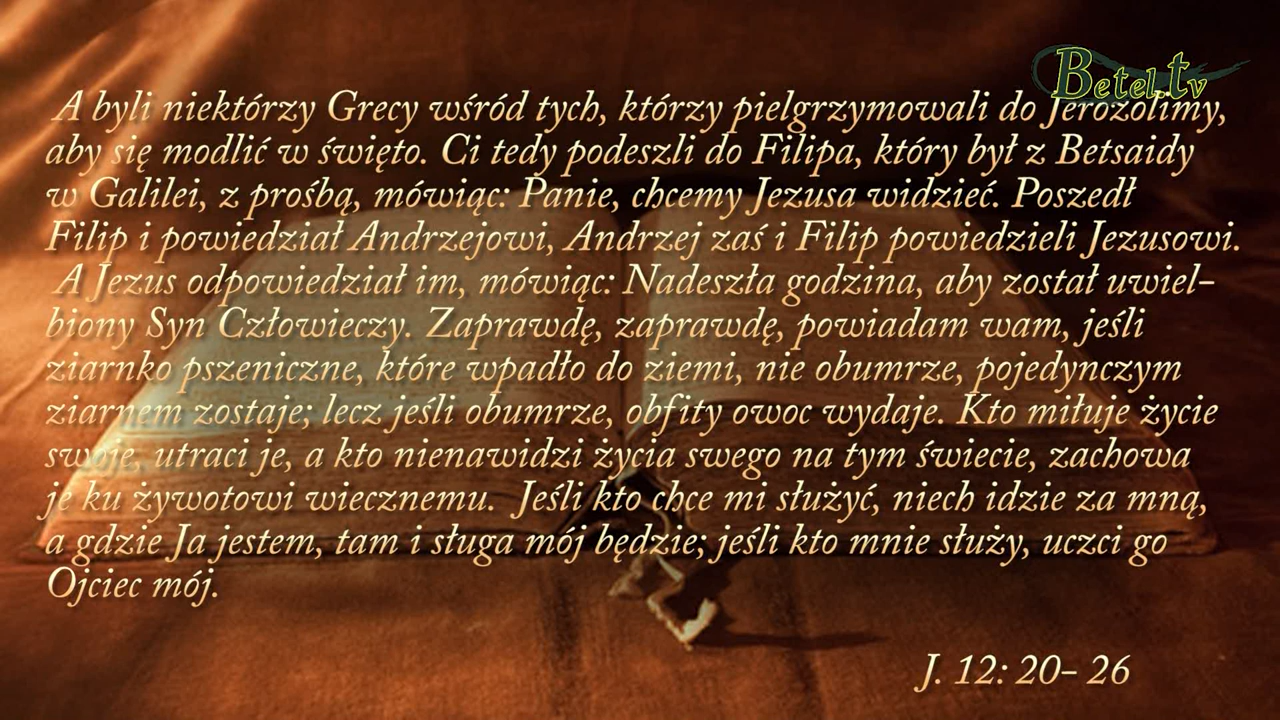 Betel.tv
A byli niektórzy Grecy wśród tych, którzy pielgrzymowali do Jerozolimy,
aby się modlić w święto. Ci tedy podeszli do Filipa, który był z Betsaidy
w Galilei, z prośbą, mówiąc: Panie, chcemy Jezusa widzieć. Poszedł
Filip i powiedział Andrzejowi, Andrzej zaś i Filip powiedzieli Jezusowi.
A Jezus odpowiedział im, mówiąc: Nadeszła godzina, aby został uwiel-
biony Syn Człowieczy. Zaprawdę, zaprawdę, powiadam wam, jeśli
ziarnko pszeniczne, które wpadło do ziemi, nie obumrze, pojedynczym
ziarnem zostaje; lecz jeśli obumrze, obfity owoc wydaje. Kto miłuje życie
swoje, utraci je, a kto nienawidzi życia swego na tym świecie, zachowa
je ku żywotowi wiecznemu. Jeśli kto chce mi służyć, niech idzie za mną,
a gdzie Ja jestem, tam i sługa mój będzie; jeśli kto mnie służy, uczci go
Ojciec mój.
J. 12: 20- 26